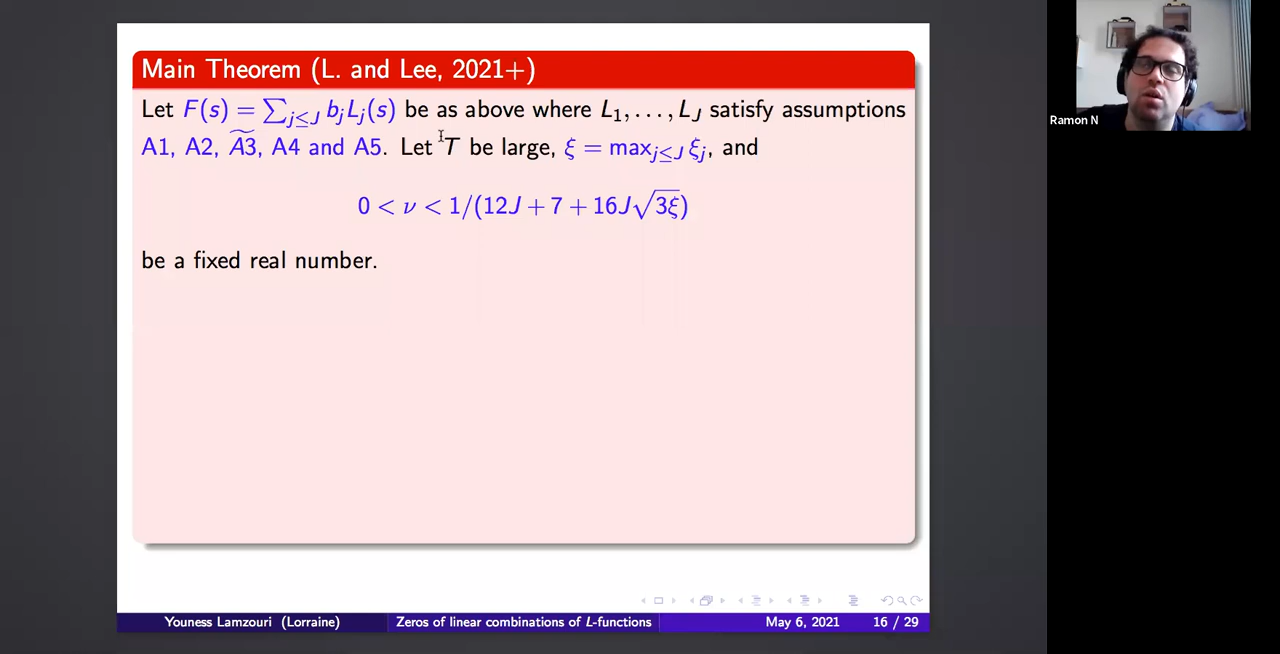 Main Theorem (L. and Lee, 2021+)
Let F(s) = ∑_{j≤J} b_j L_j(s) be as above where L_1, …, L_J satisfy assumptions
A1, A2, \widetilde{A3}, A4 and A5. Let T be large, ξ = max_{j≤J} ξ_j, and
0 < ν < 1/(12J + 7 + 16J√(3ξ))
be a fixed real number.
Youness Lamzouri (Lorraine) Zeros of linear combinations of L-functions May 6, 2021 16 / 29
Ramon N